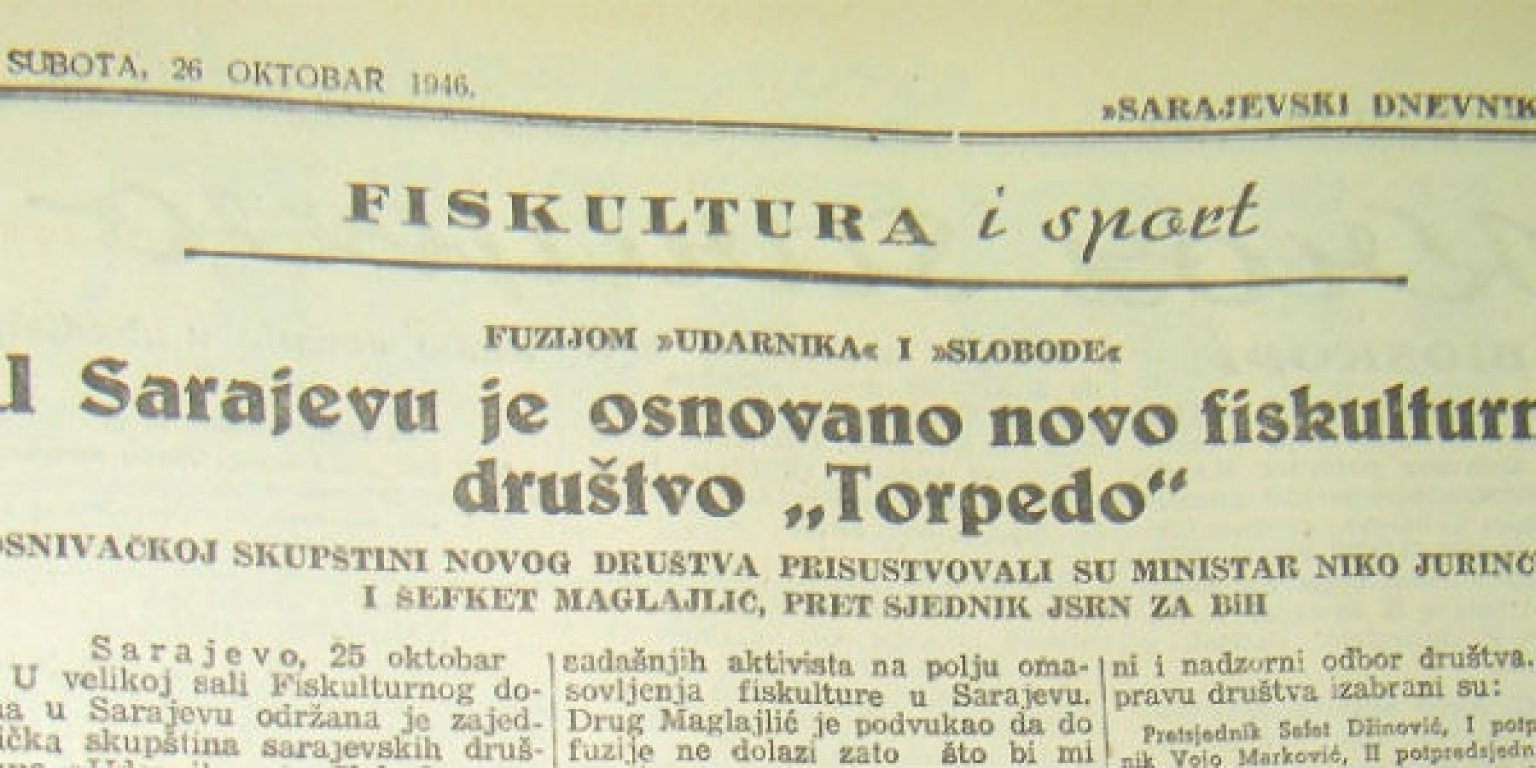 SUBOTA, 26 OKTOBAR 1946.
»SARAJEVSKI DNEVNIK
FISKULTURA i sport
FUZIJOM »UDARNIKA« I »SLOBODE«
U Sarajevu je osnovano novo fiskulturn
društvo „Torpedo“
OSNIVAČKOJ SKUPŠTINI NOVOG DRUŠTVA PRISUSTVOVALI SU MINISTAR NIKO JURINČ
I ŠEFKET MAGLAJLIĆ, PRETSJEDNIK JSRN ZA BiH
Sarajevo, 25 oktobar
U velikoj sali Fiskulturnog do-
ma u Sarajevu održana je zajed-
ička skupština sarajevskih druš-
sadašnjih aktivista na polju oma-
sovljenja fiskulture u Sarajevu.
Drug Maglajlić je podvukao da do
fuzije ne dolazi zato što bi mi
ni i nadzorni odbor društva.
pravu društva izabrani su:
Pretsjednik Safet Džinović, I potp
nik Vojo Marković, II potpredsjedn